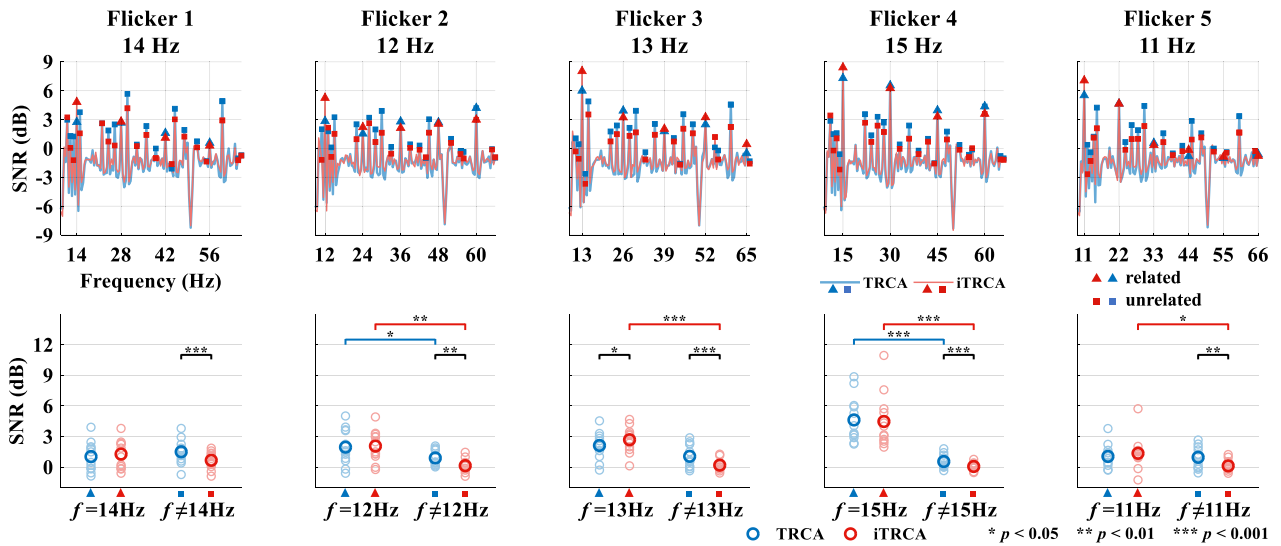 Flicker 1 Flicker 2 Flicker 3 Flicker 4 Flicker 5
14 Hz 12 Hz 13 Hz 15 Hz 11 Hz
SNR (dB)
9
6
3
0
-3
-6
-9
14 28 42 56
12 24 36 48 60
13 26 39 52 65
15 30 45 60
11 22 33 44 55 66
Frequency (Hz)
TRCA iTRCA
related
unrelated
SNR (dB)
12
9
6
3
0
***
* ** **
* *** ***
*** *** ***
* **
f =14Hz f ≠14Hz
f =12Hz f ≠12Hz
f =13Hz f ≠13Hz
f =15Hz f ≠15Hz
f =11Hz f ≠11Hz
TRCA iTRCA * p < 0.05 ** p < 0.01 *** p < 0.001